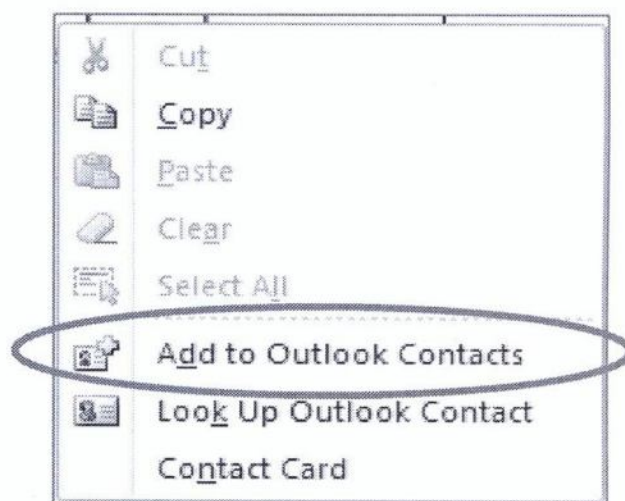 Cut
Copy
Paste
Clear
Select All
Add to Outlook Contacts
Look Up Outlook Contact
Contact Card